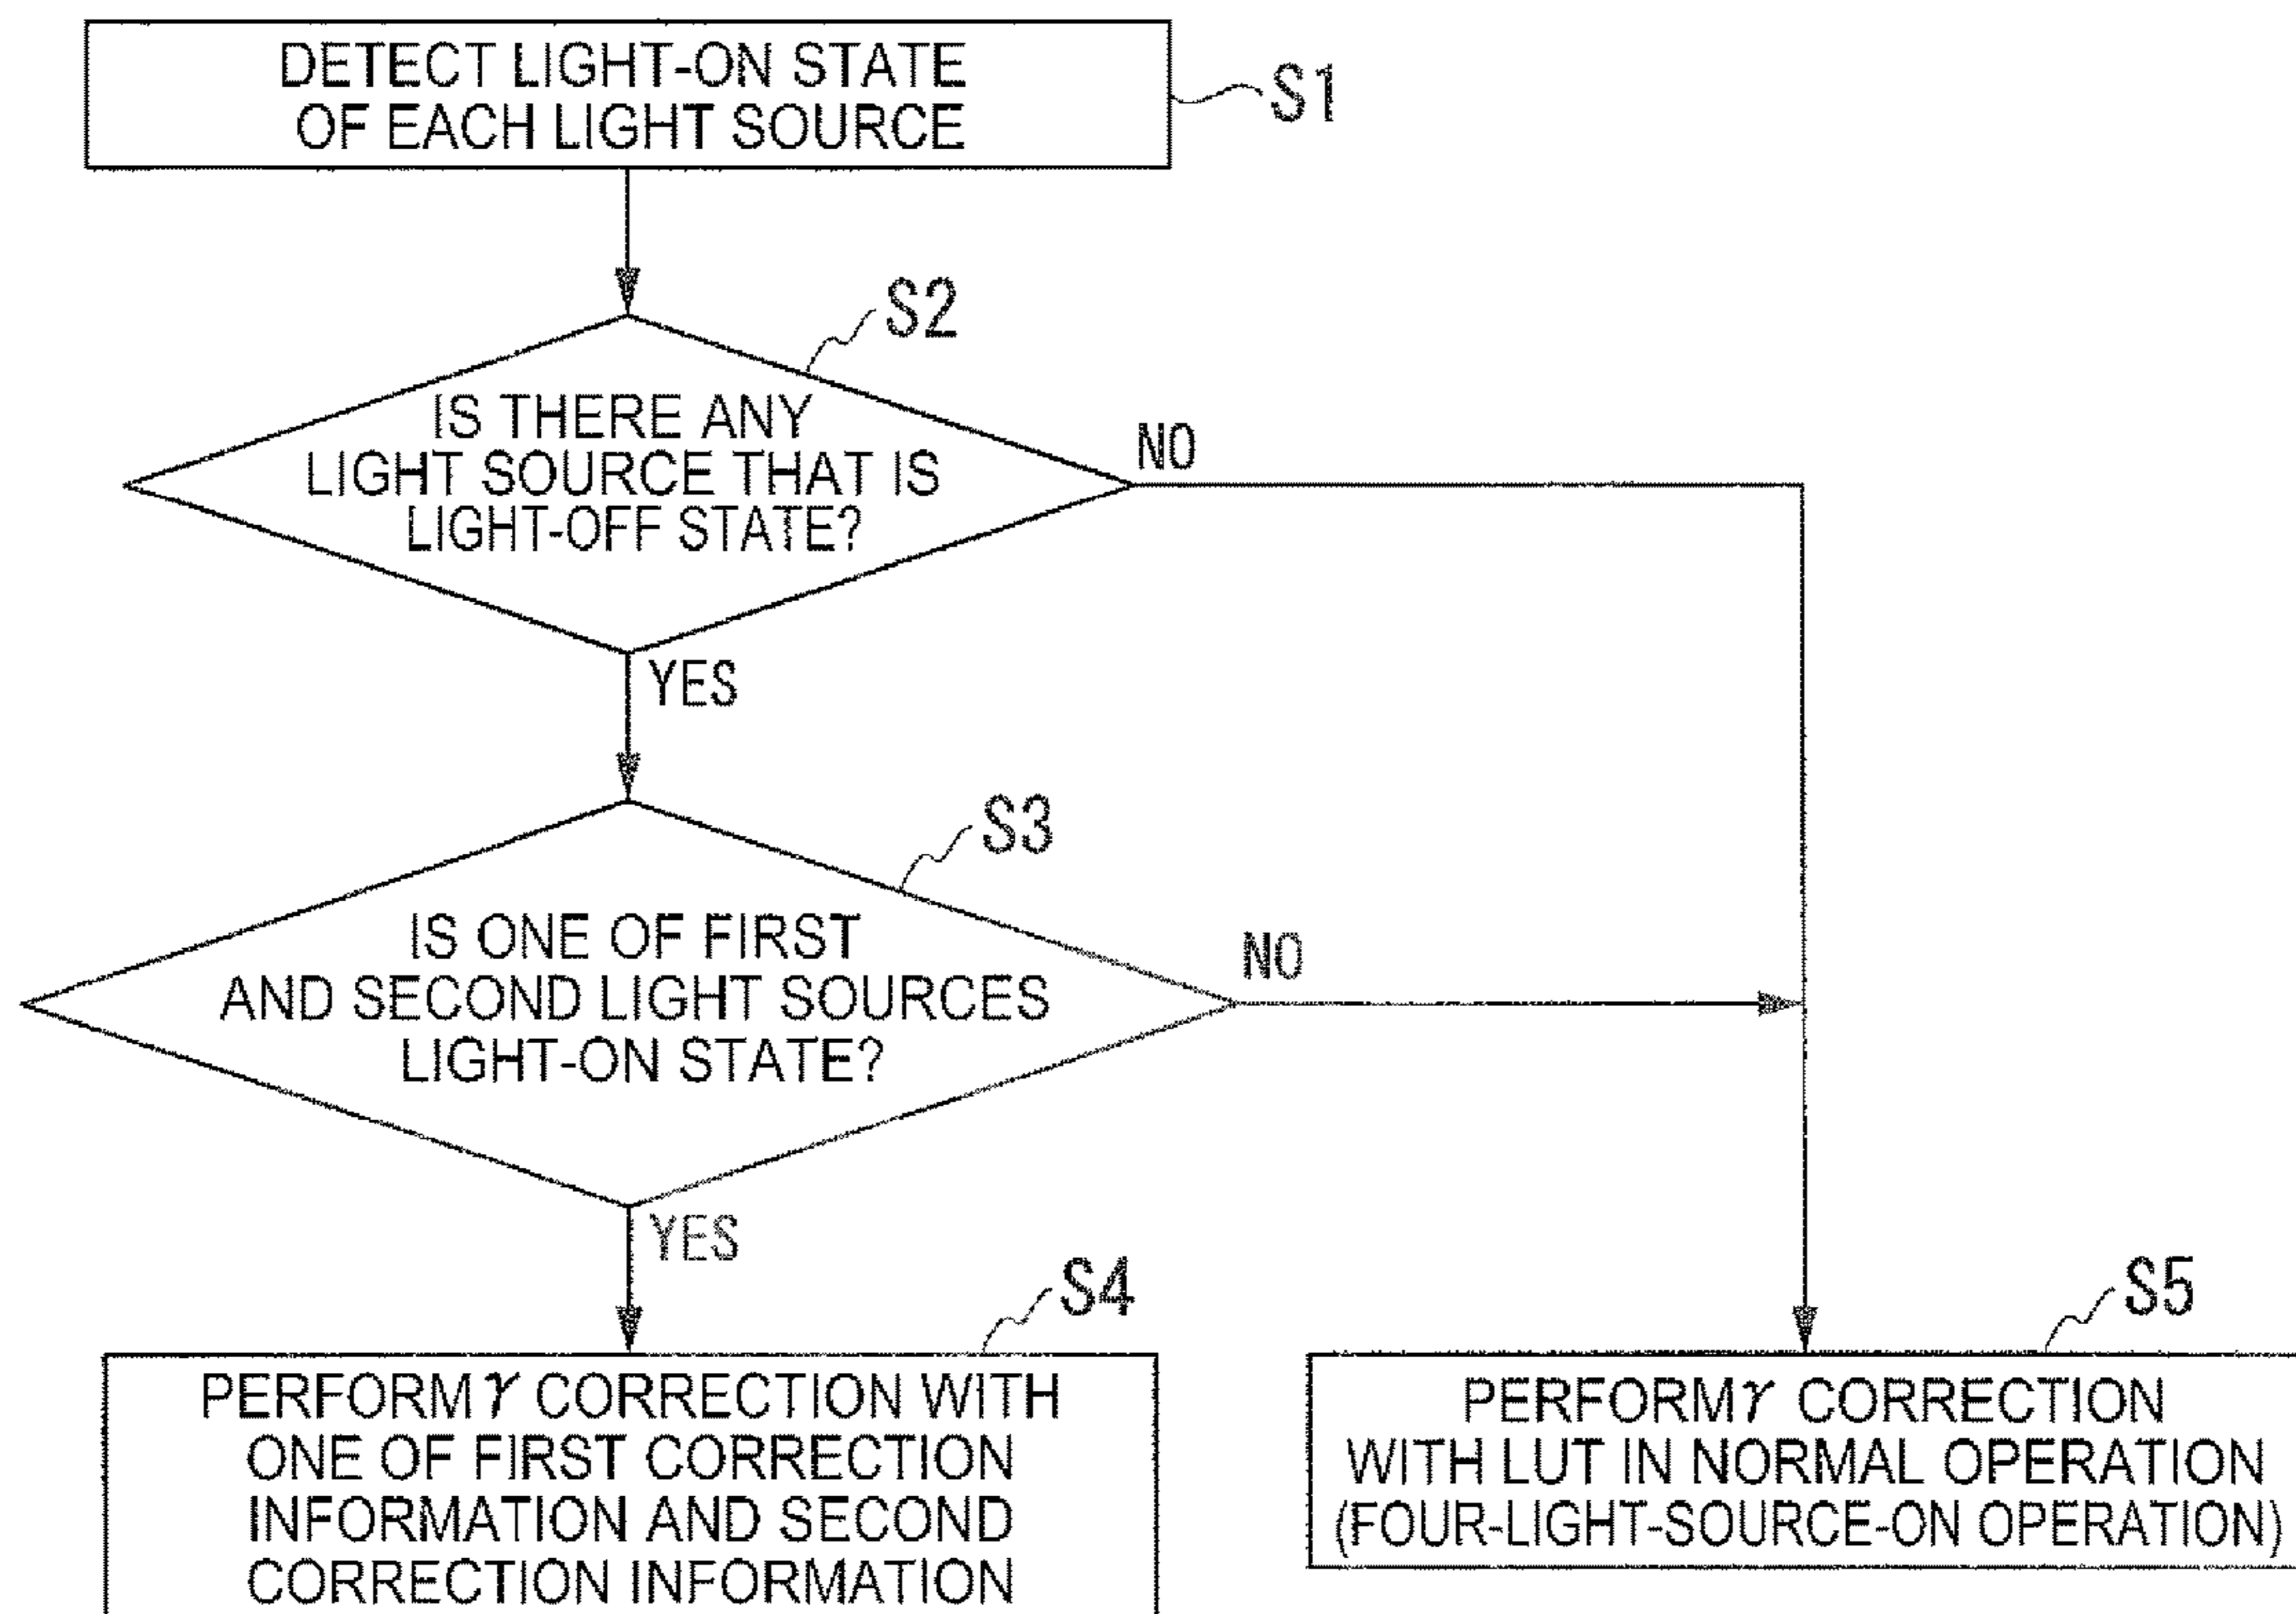 DETECT LIGHT-ON STATE
OF EACH LIGHT SOURCE
S1
S2
IS THERE ANY
LIGHT SOURCE THAT IS
LIGHT-OFF STATE?
NO
YES
S3
IS ONE OF FIRST
AND SECOND LIGHT SOURCES
LIGHT-ON STATE?
NO
YES
S4
PERFORM γ CORRECTION WITH
ONE OF FIRST CORRECTION
INFORMATION AND SECOND
CORRECTION INFORMATION
S5
PERFORM γ CORRECTION
WITH LUT IN NORMAL OPERATION
(FOUR-LIGHT-SOURCE-ON OPERATION)